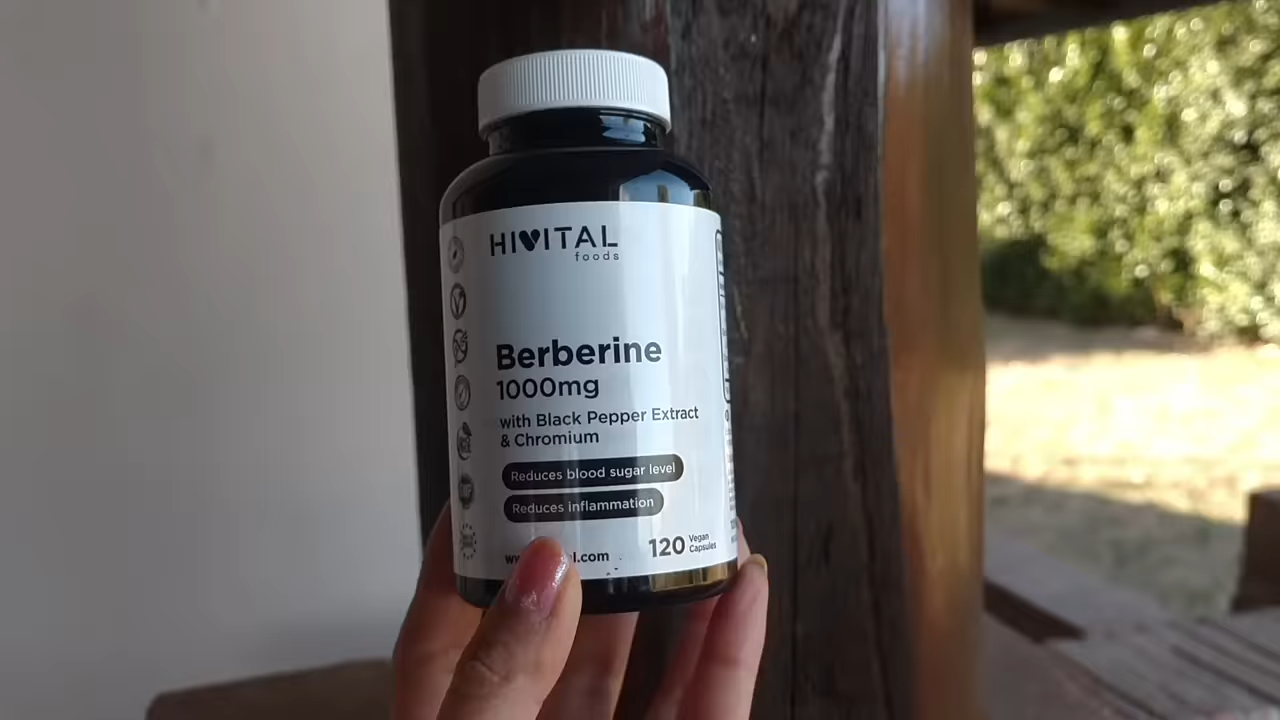 HIVITAL
foods
Berberine
1000mg
with Black Pepper Extract
& Chromium
Reduces blood sugar level
Reduces inflammation
120 Vegan
Capsules